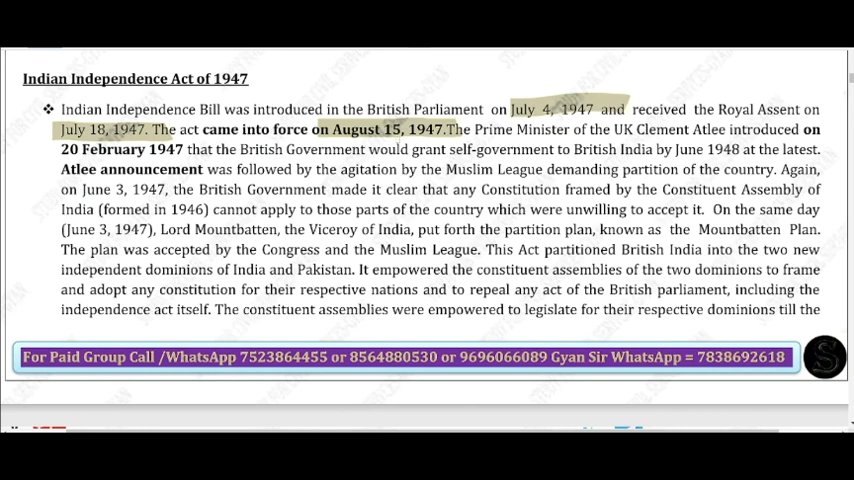 Indian Independence Act of 1947
❖ Indian Independence Bill was introduced in the British Parliament on July 4, 1947 and received the Royal Assent on
July 18, 1947. The act came into force on August 15, 1947.The Prime Minister of the UK Clement Atlee introduced on
20 February 1947 that the British Government would grant self-government to British India by June 1948 at the latest.
Atlee announcement was followed by the agitation by the Muslim League demanding partition of the country. Again,
on June 3, 1947, the British Government made it clear that any Constitution framed by the Constituent Assembly of
India (formed in 1946) cannot apply to those parts of the country which were unwilling to accept it. On the same day
(June 3, 1947), Lord Mountbatten, the Viceroy of India, put forth the partition plan, known as the Mountbatten Plan.
The plan was accepted by the Congress and the Muslim League. This Act partitioned British India into the two new
independent dominions of India and Pakistan. It empowered the constituent assemblies of the two dominions to frame
and adopt any constitution for their respective nations and to repeal any act of the British parliament, including the
independence act itself. The constituent assemblies were empowered to legislate for their respective dominions till the
For Paid Group Call /WhatsApp 7523864455 or 8564880530 or 9696066089 Gyan Sir WhatsApp = 7838692618
S